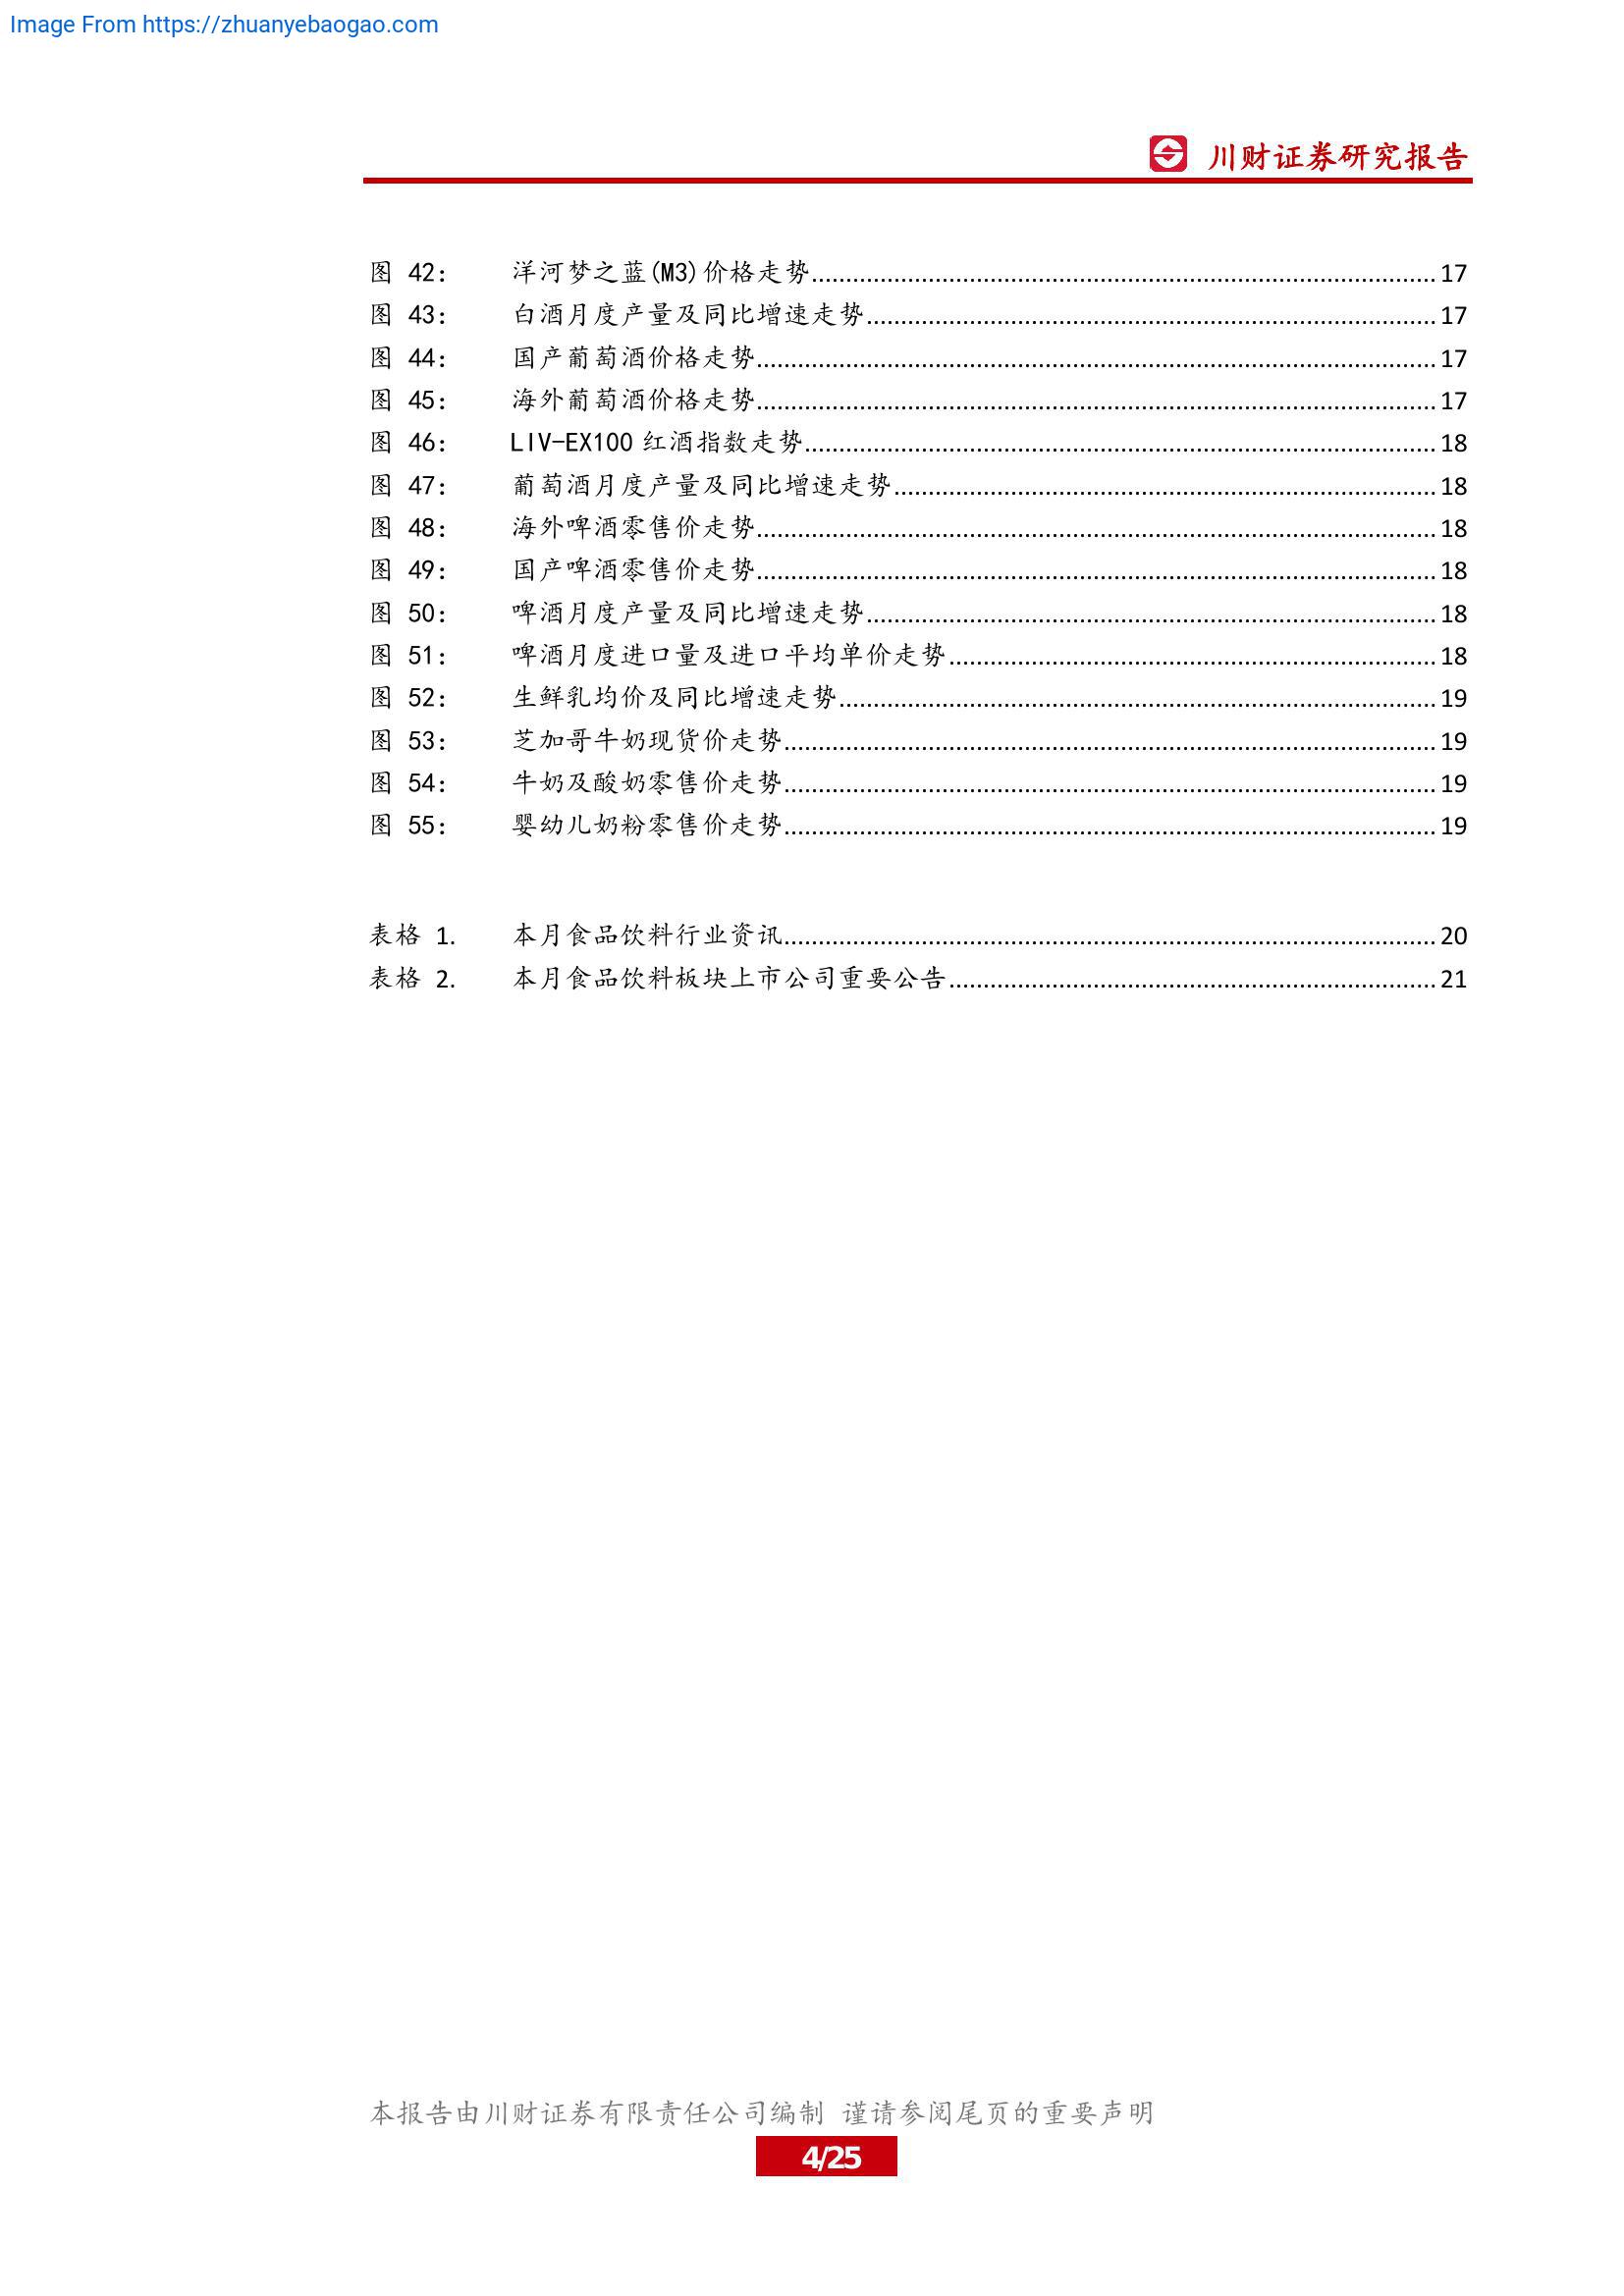 Image From https://zhuanyebaogao.com
川财证券研究报告
图 42： 洋河梦之蓝(M3)价格走势 17
图 43： 白酒月度产量及同比增速走势 17
图 44： 国产葡萄酒价格走势 17
图 45： 海外葡萄酒价格走势 17
图 46： LIV-EX100 红酒指数走势 18
图 47： 葡萄酒月度产量及同比增速走势 18
图 48： 海外啤酒零售价走势 18
图 49： 国产啤酒零售价走势 18
图 50： 啤酒月度产量及同比增速走势 18
图 51： 啤酒月度进口量及进口平均单价走势 18
图 52： 生鲜乳均价及同比增速走势 19
图 53： 芝加哥牛奶现货价走势 19
图 54： 牛奶及酸奶零售价走势 19
图 55： 婴幼儿奶粉零售价走势 19
表格 1. 本月食品饮料行业资讯 20
表格 2. 本月食品饮料板块上市公司重要公告 21
本报告由川财证券有限责任公司编制 谨请参阅尾页的重要声明
4/25